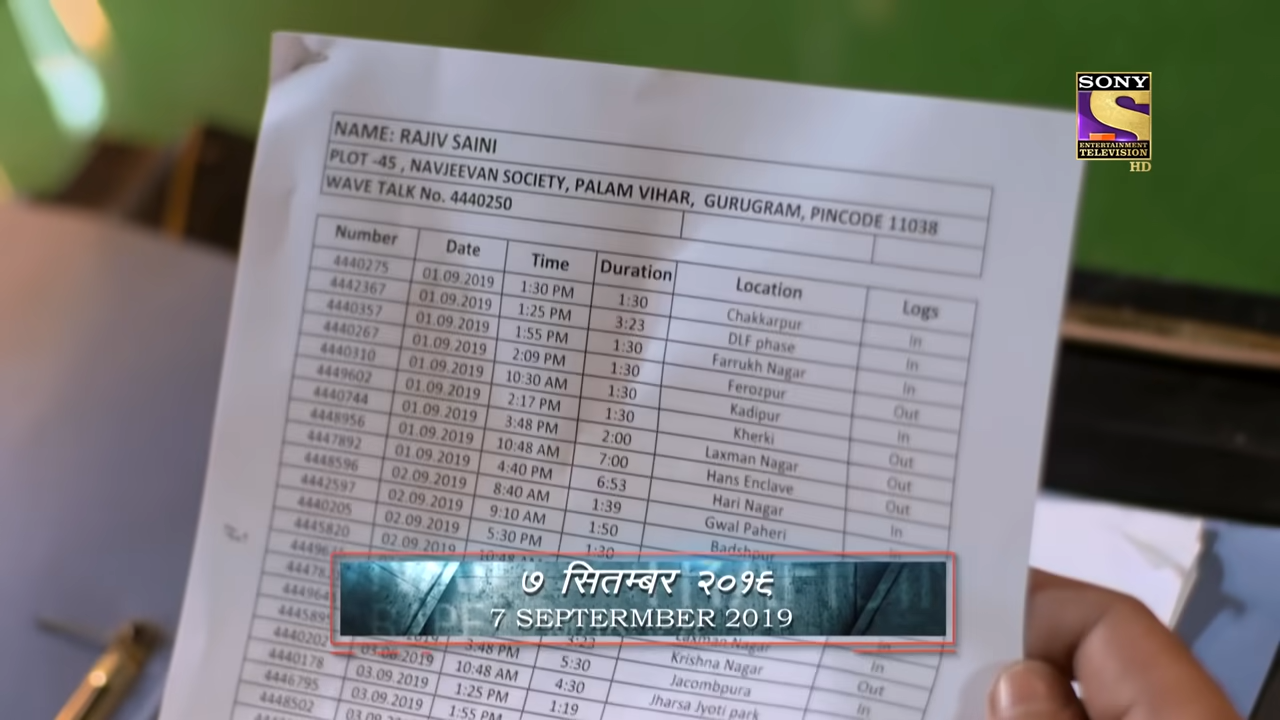 SONY
S
ENTERTAINMENT
TELEVISION
HD
NAME: RAJIV SAINI
PLOT -45 , NAVJEEVAN SOCIETY, PALAM VIHAR, GURUGRAM, PINCODE 11038
WAVE TALK No. 4440250
Number Date Time Duration Location Logs
4440275 01.09.2019 1:30 PM 1:30 Chakkarpur In
4442367 01.09.2019 1:25 PM 3:23 DLF phase In
4440357 01.09.2019 1:55 PM 1:30 Farrukh Nagar In
4440267 01.09.2019 2:09 PM 1:30 Ferozpur Out
4440310 01.09.2019 10:30 AM 1:30 Kadipur In
4449602 01.09.2019 2:17 PM 1:30 Kherki Out
4440744 01.09.2019 3:48 PM 2:00 Laxman Nagar Out
4448956 01.09.2019 10:48 AM 7:00 Hans Enclave Out
4447892 01.09.2019 4:40 PM 6:53 Hari Nagar In
4448596 02.09.2019 8:40 AM 1:39 Gwal Paheri In
4442597 02.09.2019 9:10 AM 1:50 Badshpur
4440205 02.09.2019 5:30 PM 1:30
4445820 02.09.2019
७ सितम्बर २०१९
7 SEPTERMBER 2019
3:48 PM 5:30 Krishna Nagar In
4440202 10:48 AM 4:30 Jacombpura Out
4440178 03.09.2019 1:25 PM 1:19 Jharsa Jyoti park In
4446795 03.09.2019 1:55 PM
4448502